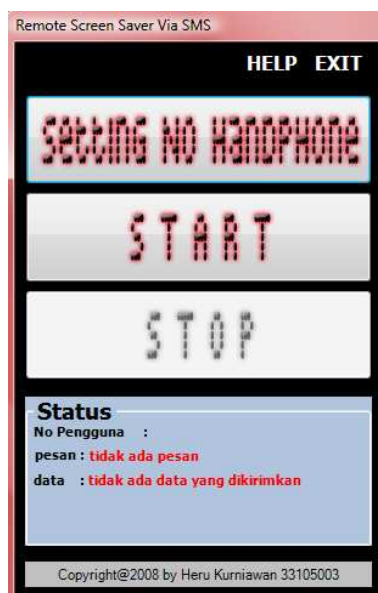 Remote Screen Saver Via SMS
HELP EXIT
SettING NO HaNDPHONe
START
STOP
Status
No Pengguna :
pesan : tidak ada pesan
data : tidak ada data yang dikirimkan
Copyright@2008 by Heru Kurniawan 33105003